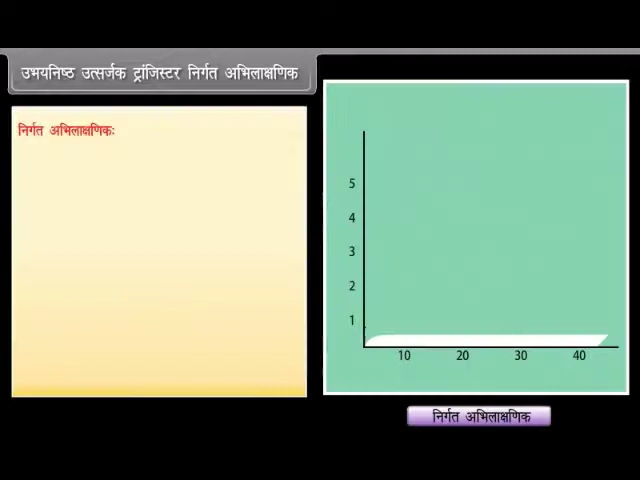 उभयनिष्ठ उत्सर्जक ट्रांजिस्टर निर्गत अभिलाक्षणिक
निर्गत अभिलाक्षणिकः
5
4
3
2
1
10 20 30 40
निर्गत अभिलाक्षणिक